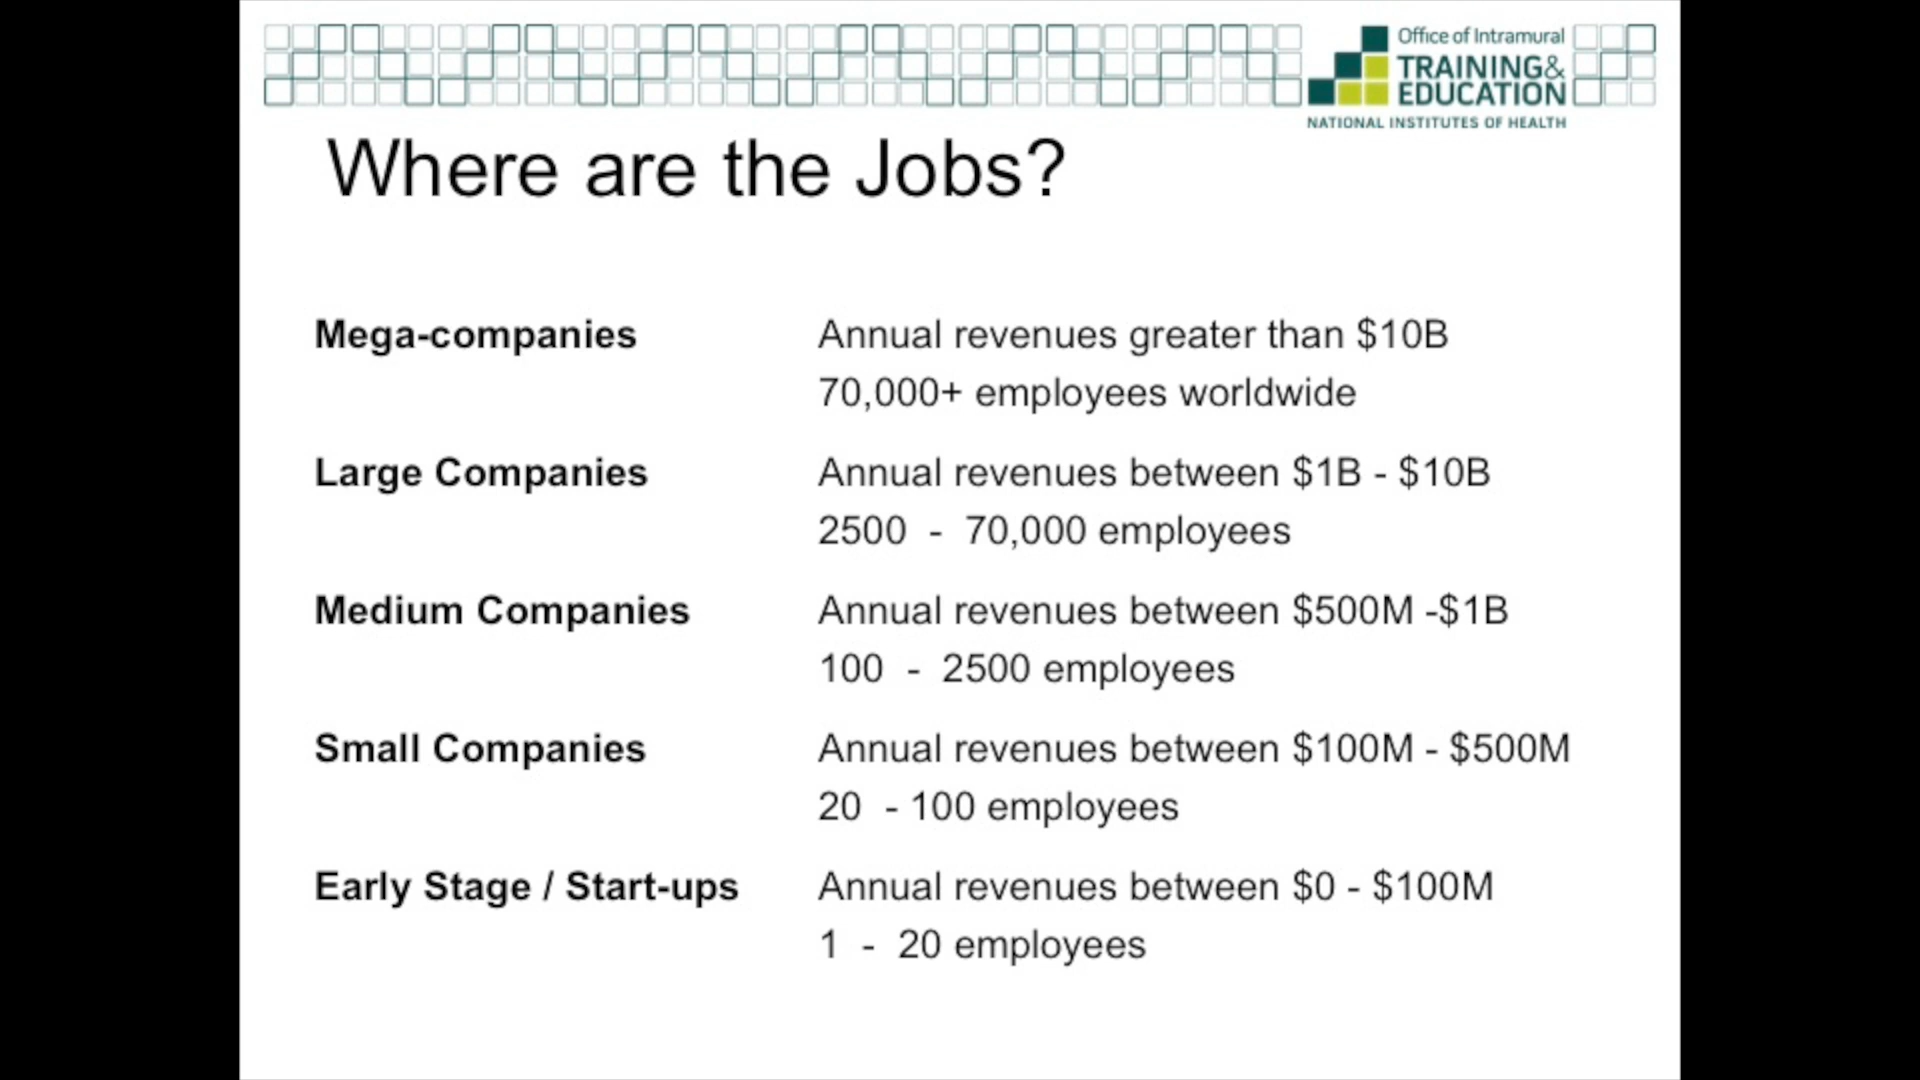 Office of Intramural
TRAINING&
EDUCATION
NATIONAL INSTITUTES OF HEALTH
Where are the Jobs?
Mega-companies Annual revenues greater than $10B
70,000+ employees worldwide
Large Companies Annual revenues between $1B - $10B
2500 - 70,000 employees
Medium Companies Annual revenues between $500M -$1B
100 - 2500 employees
Small Companies Annual revenues between $100M - $500M
20 - 100 employees
Early Stage / Start-ups Annual revenues between $0 - $100M
1 - 20 employees